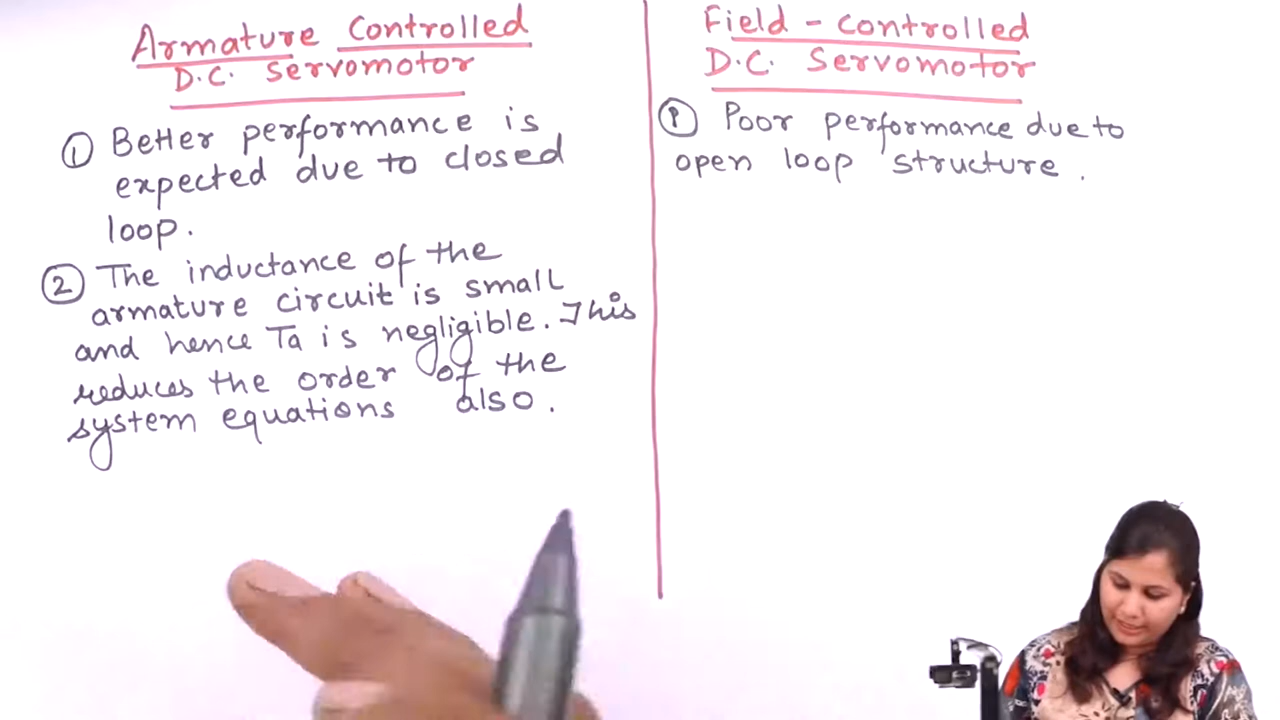 Armature Controlled
D.C. Servomotor
① Better performance is
expected due to closed
loop.
② The inductance of the
armature circuit is small
and hence Ta is negligible. This
reduces the order of the
system equations also.
Field - controlled
D.C. Servomotor
① Poor performance due to
open loop structure.